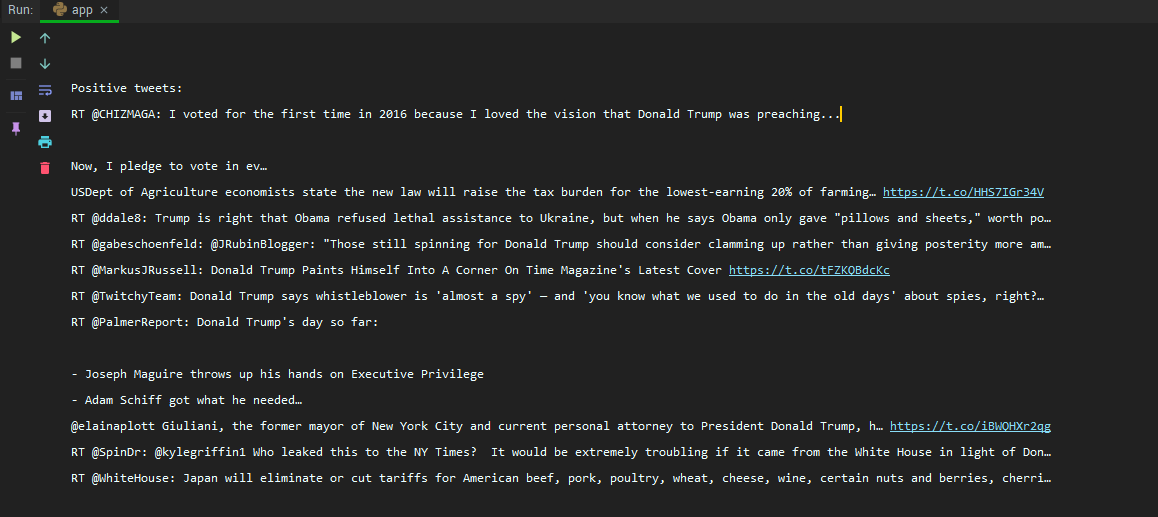 Run: app ×
Positive tweets:
RT @CHIZMAGA: I voted for the first time in 2016 because I loved the vision that Donald Trump was preaching...
Now, I pledge to vote in ev…
USDept of Agriculture economists state the new law will raise the tax burden for the lowest-earning 20% of farming… https://t.co/HHS7IGr34V
RT @ddale8: Trump is right that Obama refused lethal assistance to Ukraine, but when he says Obama only gave "pillows and sheets," worth po…
RT @gabeschoenfeld: @JRubinBlogger: "Those still spinning for Donald Trump should consider clamming up rather than giving posterity more am…
RT @MarkusJRussell: Donald Trump Paints Himself Into A Corner On Time Magazine's Latest Cover https://t.co/tFZKQBdcKc
RT @TwitchyTeam: Donald Trump says whistleblower is 'almost a spy' — and 'you know what we used to do in the old days' about spies, right?…
RT @PalmerReport: Donald Trump's day so far:
- Joseph Maguire throws up his hands on Executive Privilege
- Adam Schiff got what he needed…
@elainaplott Giuliani, the former mayor of New York City and current personal attorney to President Donald Trump, h… https://t.co/iBWQHXr2qg
RT @SpinDr: @kylegriffin1 Who leaked this to the NY Times?  It would be extremely troubling if it came from the White House in light of Don…
RT @WhiteHouse: Japan will eliminate or cut tariffs for American beef, pork, poultry, wheat, cheese, wine, certain nuts and berries, cherri…